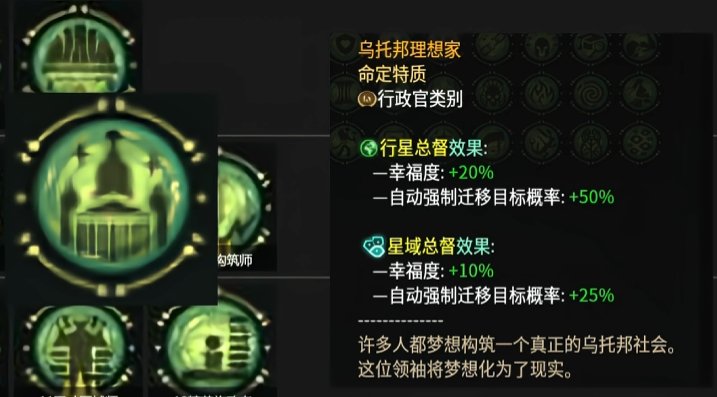 乌托邦理想家
命定特质
行政官类别
行星总督效果:
—幸福度: +20%
—自动强制迁移目标概率: +50%
星域总督效果:
—幸福度: +10%
—自动强制迁移目标概率: +25%
--------------
许多人都梦想构筑一个真正的乌托邦社会。
这位领袖将梦想化为了现实。
构筑师